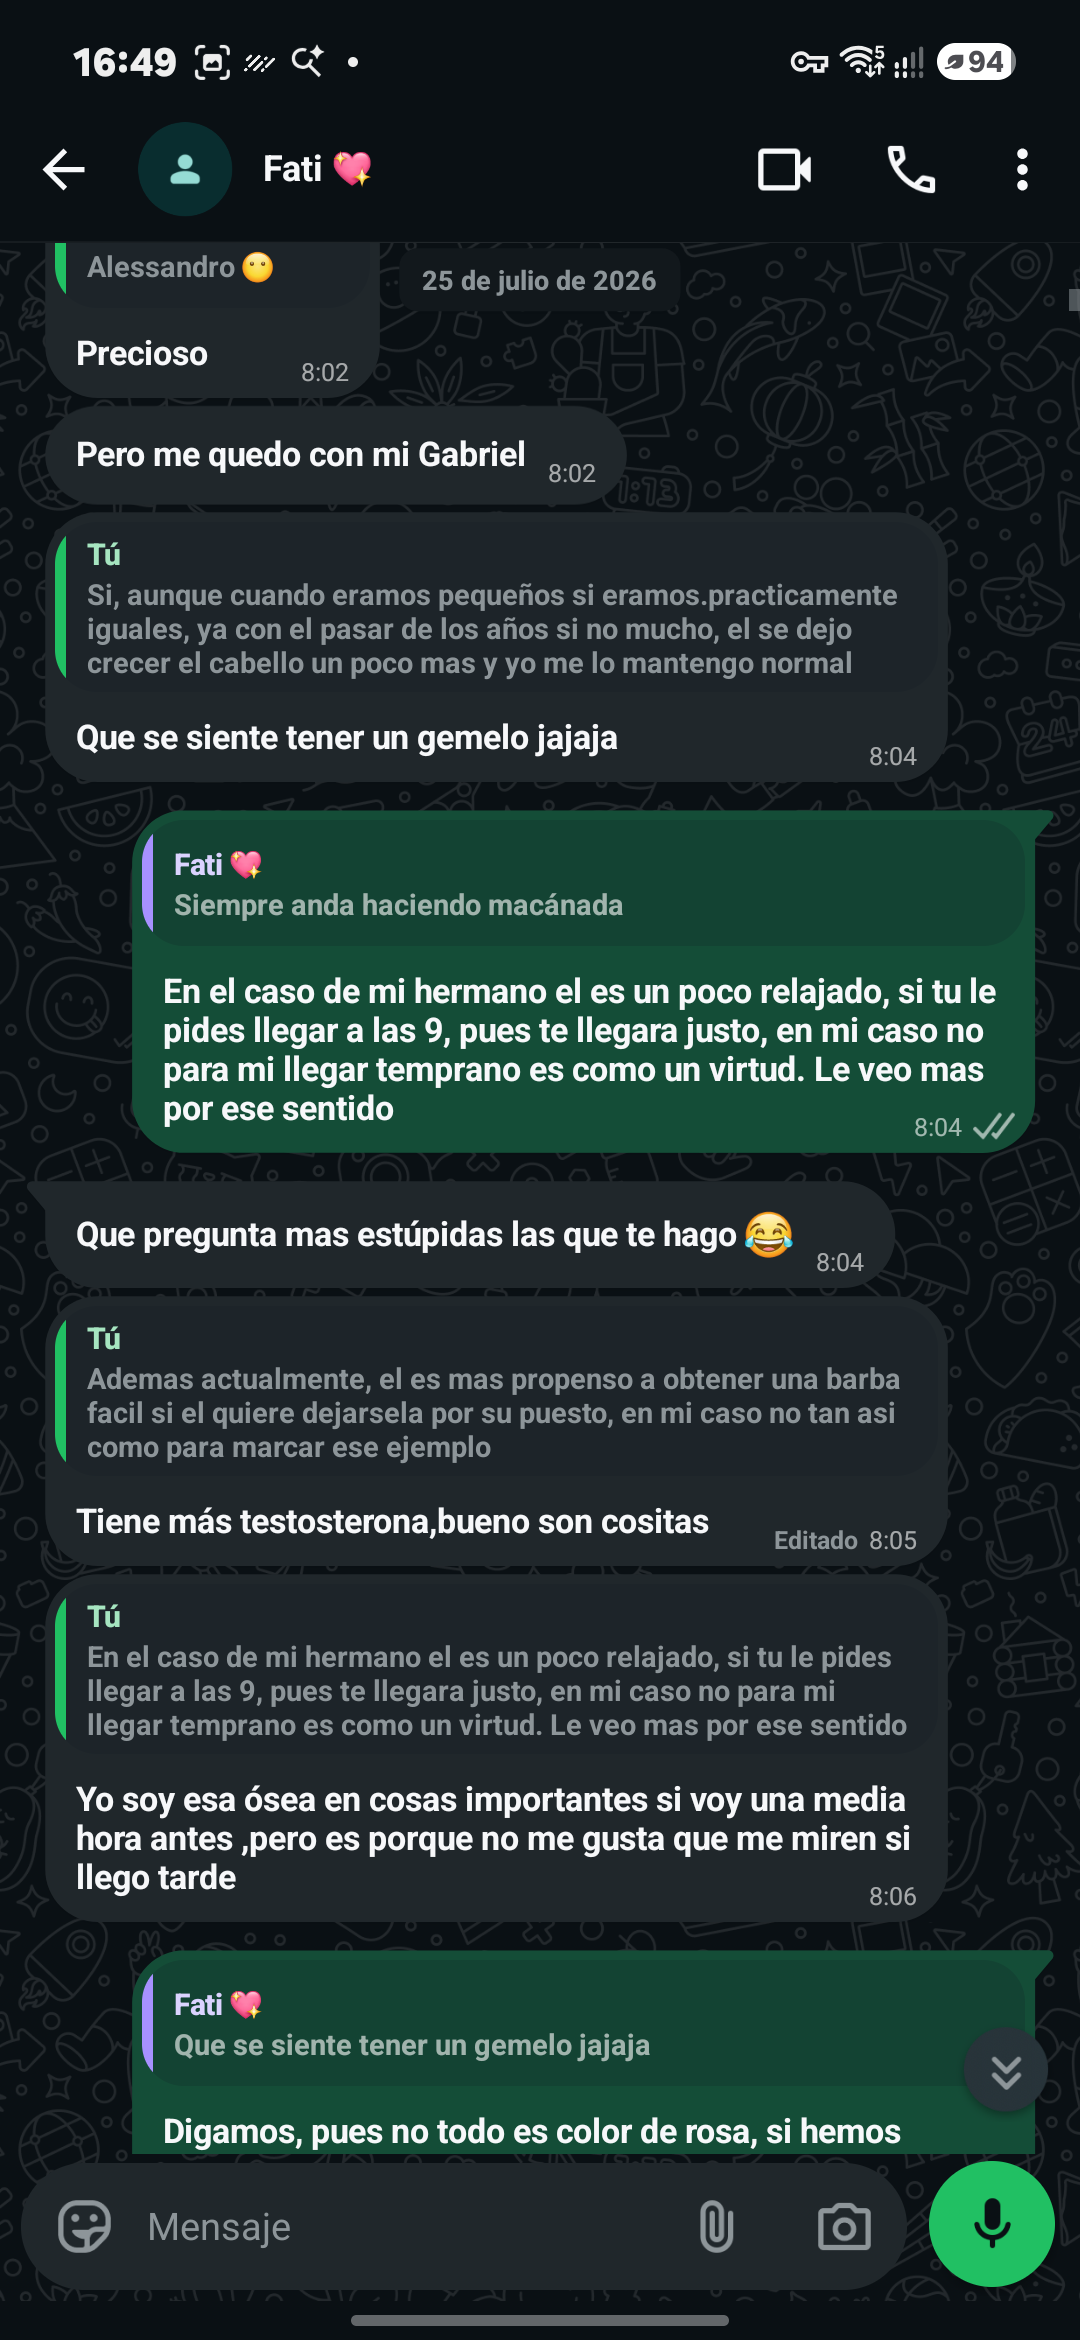 16:49
5
94
Fati 💖
Alessandro 😶
25 de julio de 2026
Precioso
8:02
Pero me quedo con mi Gabriel
8:02
Tú
Si, aunque cuando eramos pequeños si eramos.practicamente
iguales, ya con el pasar de los años si no mucho, el se dejo
crecer el cabello un poco mas y yo me lo mantengo normal
Que se siente tener un gemelo jajaja
8:04
Fati 💖
Siempre anda haciendo macánada
En el caso de mi hermano el es un poco relajado, si tu le
pides llegar a las 9, pues te llegara justo, en mi caso no
para mi llegar temprano es como un virtud. Le veo mas
por ese sentido
8:04
Que pregunta mas estúpidas las que te hago 😂
8:04
Tú
Ademas actualmente, el es mas propenso a obtener una barba
facil si el quiere dejarsela por su puesto, en mi caso no tan asi
como para marcar ese ejemplo
Tiene más testosterona,bueno son cositas
Editado 8:05
Tú
En el caso de mi hermano el es un poco relajado, si tu le pides
llegar a las 9, pues te llegara justo, en mi caso no para mi
llegar temprano es como un virtud. Le veo mas por ese sentido
Yo soy esa ósea en cosas importantes si voy una media
hora antes ,pero es porque no me gusta que me miren si
llego tarde
8:06
Fati 💖
Que se siente tener un gemelo jajaja
Digamos, pues no todo es color de rosa, si hemos
Mensaje